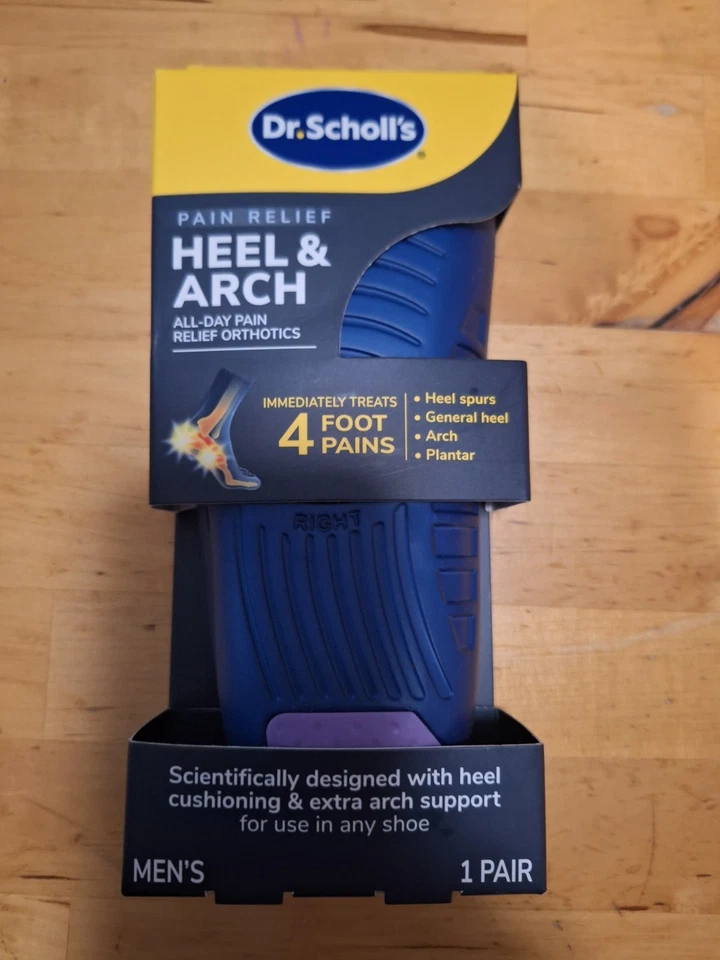 Dr.Scholl's
PAIN RELIEF
HEEL &
ARCH
ALL-DAY PAIN
RELIEF ORTHOTICS
IMMEDIATELY TREATS
4 FOOT
PAINS
• Heel spurs
• General heel
• Arch
• Plantar
RIGHT
Scientifically designed with heel
cushioning & extra arch support
for use in any shoe
MEN'S
1 PAIR